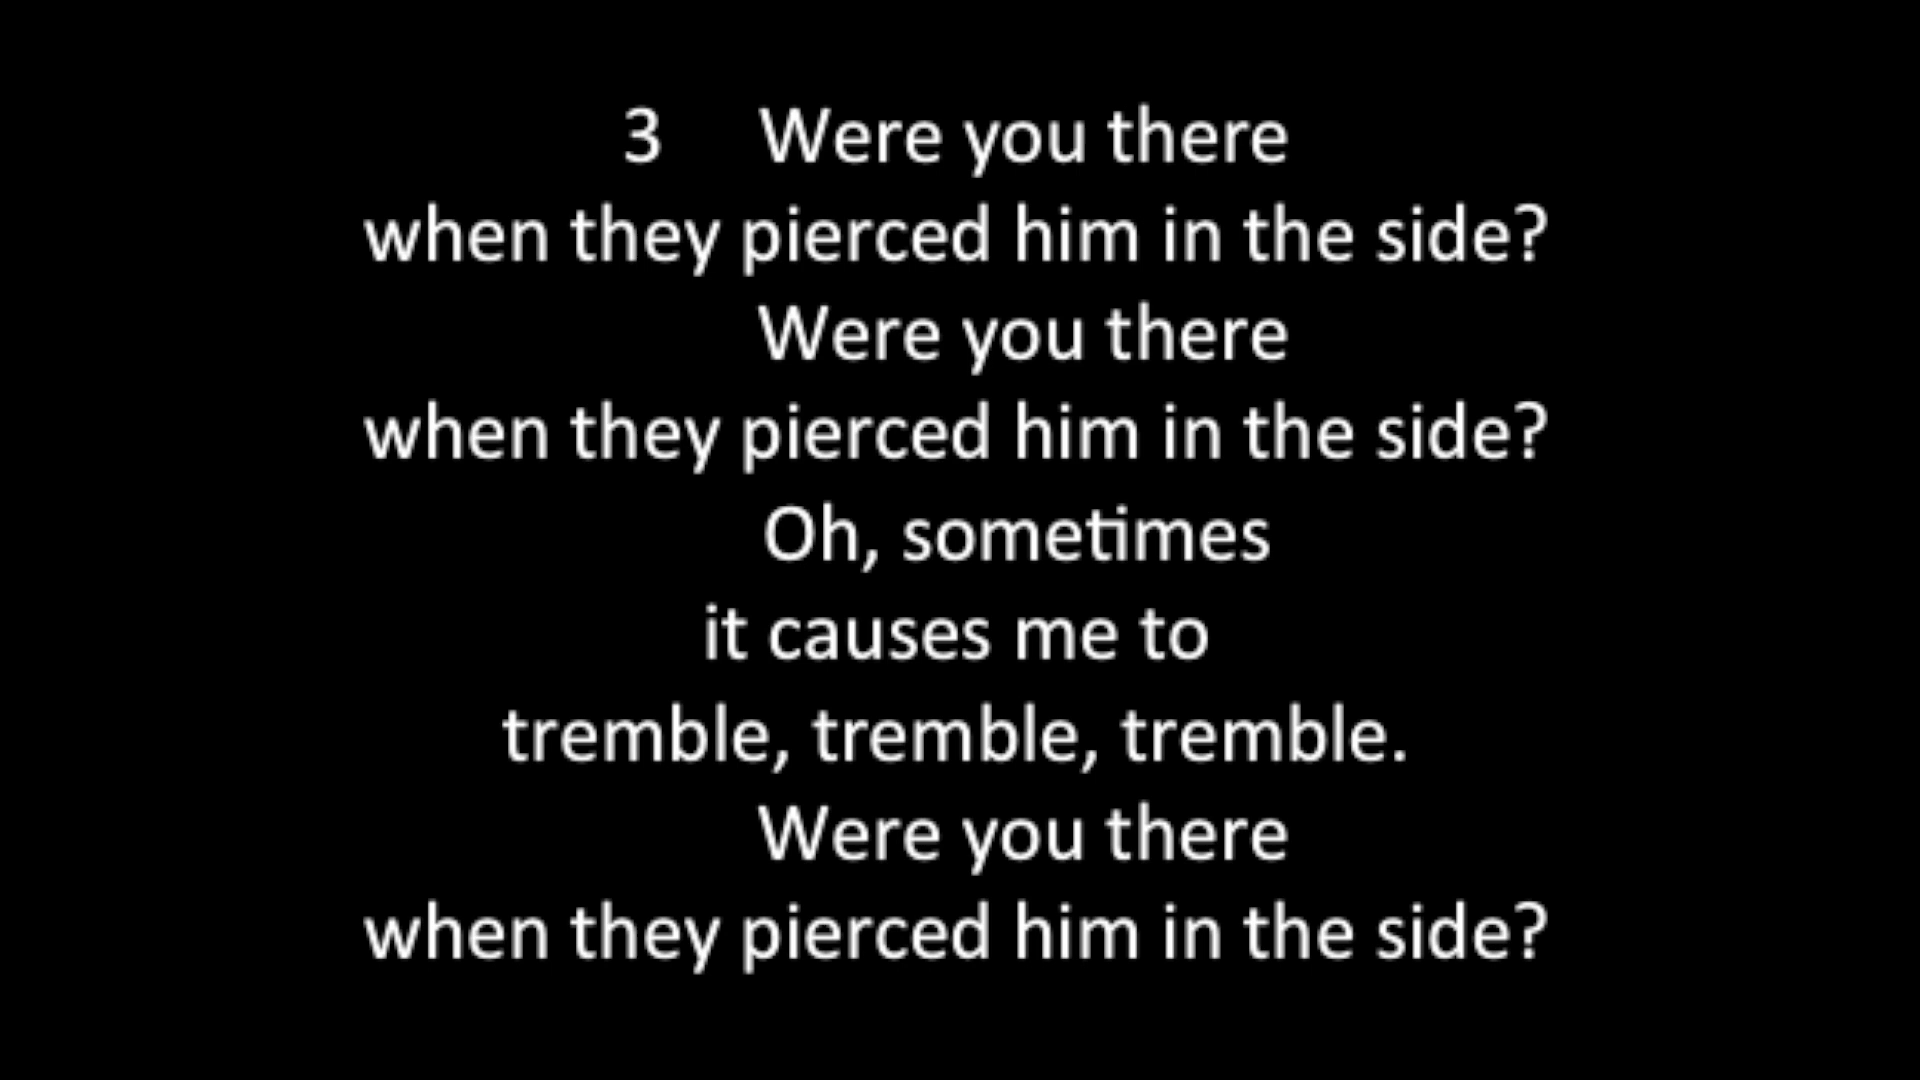 3 Were you there
when they pierced him in the side?
Were you there
when they pierced him in the side?
Oh, sometimes
it causes me to
tremble, tremble, tremble.
Were you there
when they pierced him in the side?